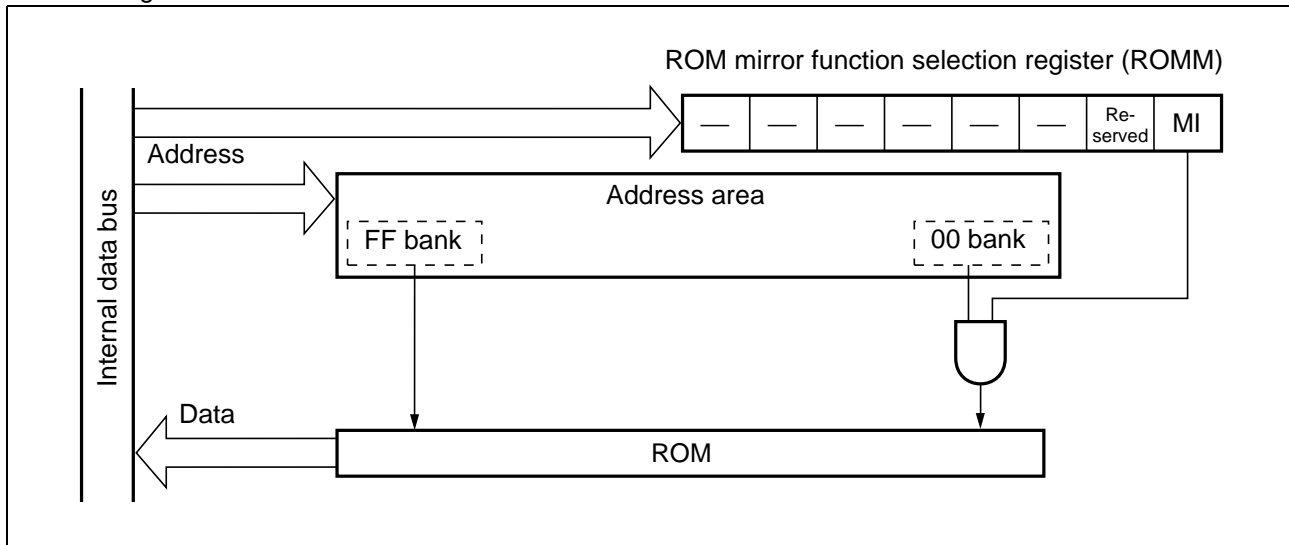 ROM mirror function selection register (ROMM)
— — — — — — Re-
served MI
Address
Address area
FF bank 00 bank
Internal data bus
Data
ROM